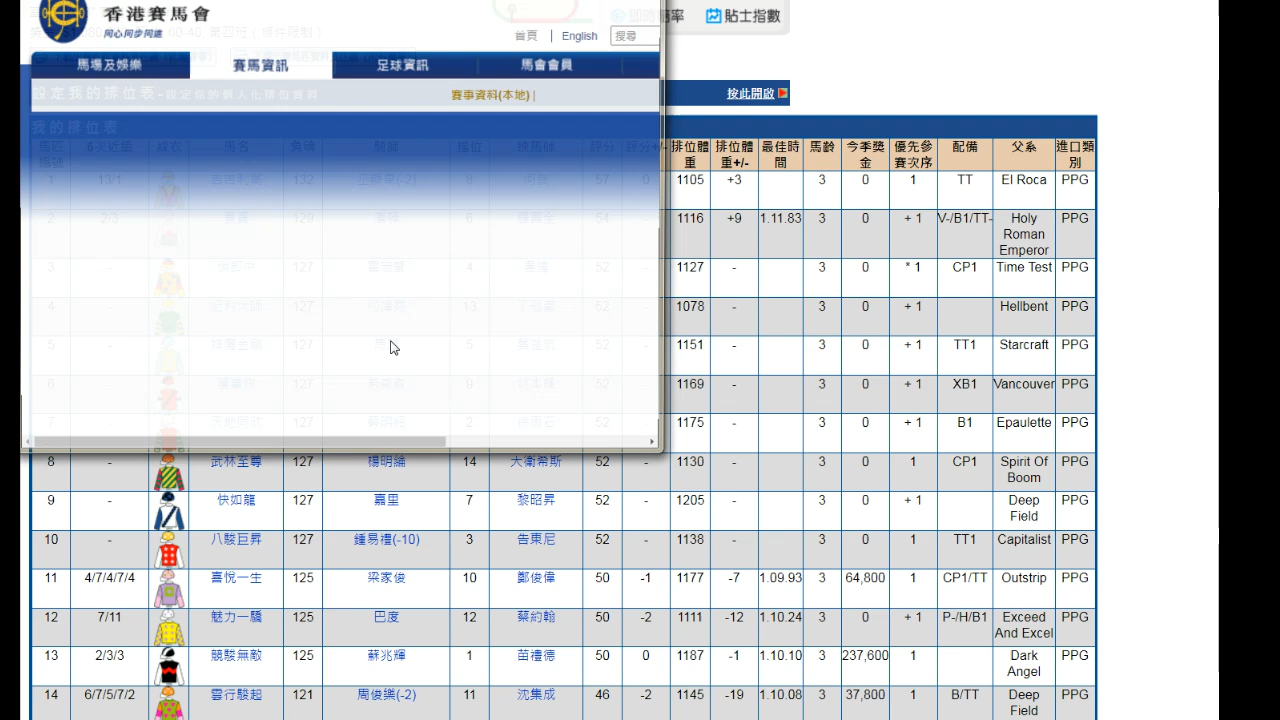 香港賽馬會
同心同步同進
首頁 | English 搜尋
即時賠率 貼士指數
馬場及娛樂 賽馬資訊 足球資訊 馬會會員
賽事資料(本地) |
按此開啟
我的排位表
排位體重 排位體重+/- 最佳時間 馬齡 今季獎金 優先參賽次序 配備 父系 進口類別
1105 +3 3 0 1 TT El Roca PPG
1116 +9 1.11.83 3 0 + 1 V-/B1/TT- Holy Roman Emperor PPG
1127 - 3 0 * 1 CP1 Time Test PPG
1078 - 3 0 + 1 Hellbent PPG
1151 - 3 0 + 1 TT1 Starcraft PPG
1169 - 3 0 + 1 XB1 Vancouver PPG
1175 - 3 0 + 1 B1 Epaulette PPG
8 - 武林至尊 127 楊明綸 14 大衛希斯 52 - 1130 - 3 0 1 CP1 Spirit Of Boom PPG
9 - 快如龍 127 嘉里 7 黎昭昇 52 - 1205 - 3 0 + 1 Deep Field PPG
10 - 八駿巨昇 127 鍾易禮(-10) 3 告東尼 52 - 1138 - 3 0 1 TT1 Capitalist PPG
11 4/7/4/7/4 喜悅一生 125 梁家俊 10 鄭俊偉 50 -1 1177 -7 1.09.93 3 64,800 1 CP1/TT Outstrip PPG
12 7/11 魅力一驕 125 巴度 12 蔡約翰 50 -2 1111 -12 1.10.24 3 0 + 1 P-/H/B1 Exceed And Excel PPG
13 2/3/3 競駿無敵 125 蘇兆輝 1 苗禮德 50 0 1187 -1 1.10.10 3 237,600 1 Dark Angel PPG
14 6/7/5/7/2 雲行駿起 121 周俊樂(-2) 11 沈集成 46 -2 1145 -19 1.10.08 3 37,800 1 B/TT Deep Field PPG